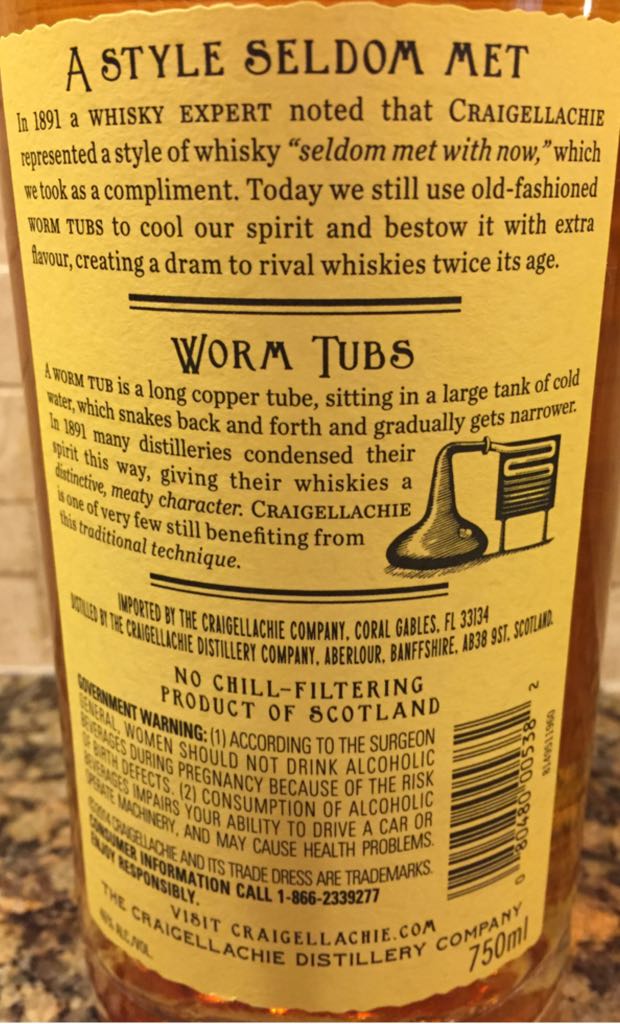 A STYLE SELDOM MET
In 1891 a WHISKY EXPERT noted that CRAIGELLACHIE
represented a style of whisky "seldom met with now," which
we took as a compliment. Today we still use old-fashioned
WORM TUBS to cool our spirit and bestow it with extra
flavour, creating a dram to rival whiskies twice its age.
WORM TUBS
A WORM TUB is a long copper tube, sitting in a large tank of cold
water, which snakes back and forth and gradually gets narrower.
In 1891 many distilleries condensed their
spirit this way, giving their whiskies a
distinctive, meaty character. CRAIGELLACHIE
is one of very few still benefiting from
this traditional technique.
IMPORTED BY THE CRAIGELLACHIE COMPANY, CORAL GABLES, FL 33134
DISTILLED BY THE CRAIGELLACHIE DISTILLERY COMPANY, ABERLOUR, BANFFSHIRE, AB38 9ST, SCOTLAND.
NO CHILL-FILTERING
PRODUCT OF SCOTLAND
GOVERNMENT WARNING: (1) ACCORDING TO THE SURGEON
GENERAL, WOMEN SHOULD NOT DRINK ALCOHOLIC
BEVERAGES DURING PREGNANCY BECAUSE OF THE RISK
OF BIRTH DEFECTS. (2) CONSUMPTION OF ALCOHOLIC
BEVERAGES IMPAIRS YOUR ABILITY TO DRIVE A CAR OR
OPERATE MACHINERY, AND MAY CAUSE HEALTH PROBLEMS.
©2014 CRAIGELLACHIE AND ITS TRADE DRESS ARE TRADEMARKS.
CONSUMER INFORMATION CALL 1-866-2339277
ENJOY RESPONSIBLY.
VISIT CRAIGELLACHIE.COM
THE CRAIGELLACHIE DISTILLERY COMPANY
ALC./VOL.
750ml
0 80480 00538 2